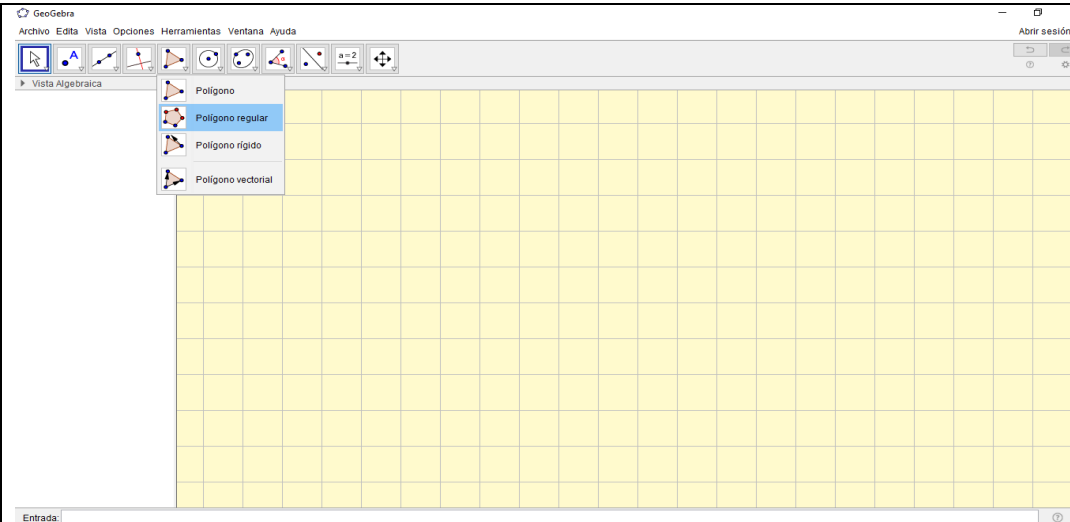 GeoGebra
Archivo Edita Vista Opciones Herramientas Ventana Ayuda
Abrir sesión
A
α
a=2
Vista Algebraica
Polígono
Polígono regular
Polígono rígido
Polígono vectorial
Entrada: